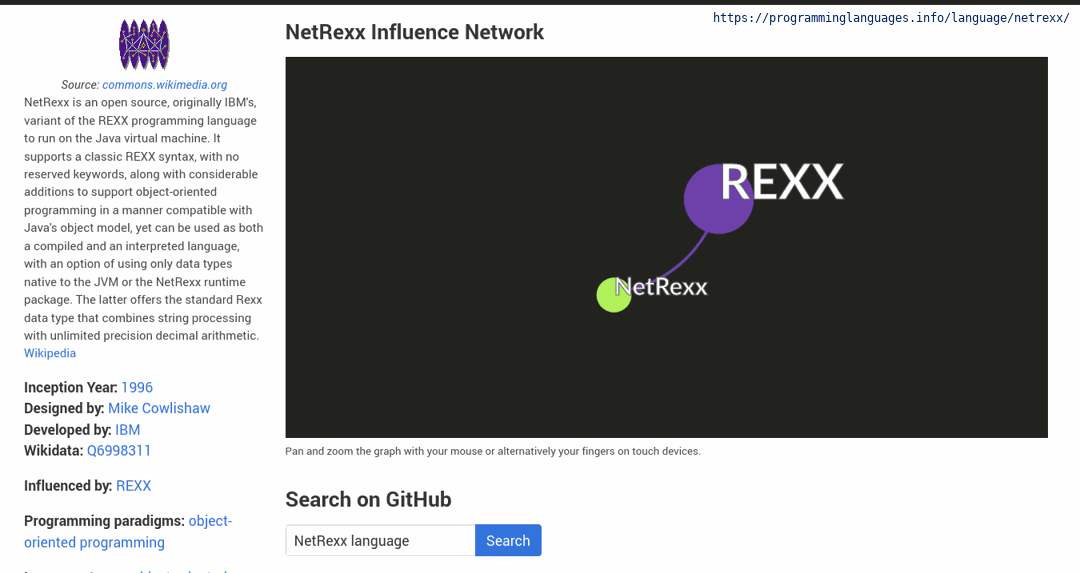 https://programminglanguages.info/language/netrexx/
Source: commons.wikimedia.org
NetRexx is an open source, originally IBM's,
variant of the REXX programming language
to run on the Java virtual machine. It
supports a classic REXX syntax, with no
reserved keywords, along with considerable
additions to support object-oriented
programming in a manner compatible with
Java's object model, yet can be used as both
a compiled and an interpreted language,
with an option of using only data types
native to the JVM or the NetRexx runtime
package. The latter offers the standard Rexx
data type that combines string processing
with unlimited precision decimal arithmetic.
Wikipedia
Inception Year: 1996
Designed by: Mike Cowlishaw
Developed by: IBM
Wikidata: Q6998311
Influenced by: REXX
Programming paradigms: object-
oriented programming
NetRexx Influence Network
REXX
NetRexx
Pan and zoom the graph with your mouse or alternatively your fingers on touch devices.
Search on GitHub
NetRexx language
Search